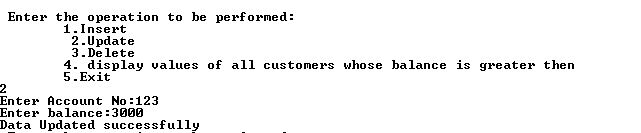 Enter the operation to be performed:
1.Insert
2.Update
3.Delete
4. display values of all customers whose balance is greater then
5.Exit
2
Enter Account No:123
Enter balance:3000
Data Updated successfully